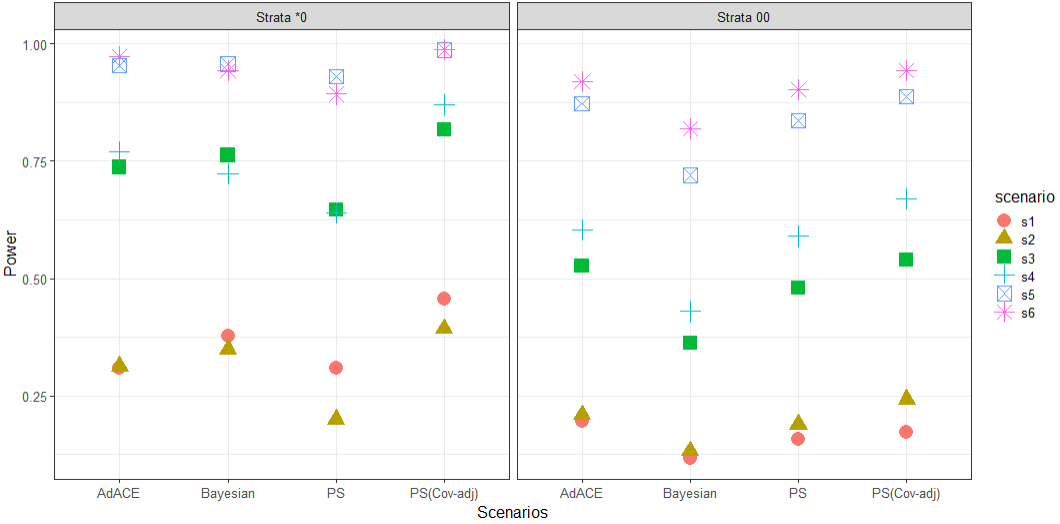 Strata *0
Strata 00
Power
1.00
0.75
0.50
0.25
AdACE
Bayesian
PS
PS(Cov-adj)
AdACE
Bayesian
PS
PS(Cov-adj)
Scenarios
scenario
s1
s2
s3
s4
s5
s6